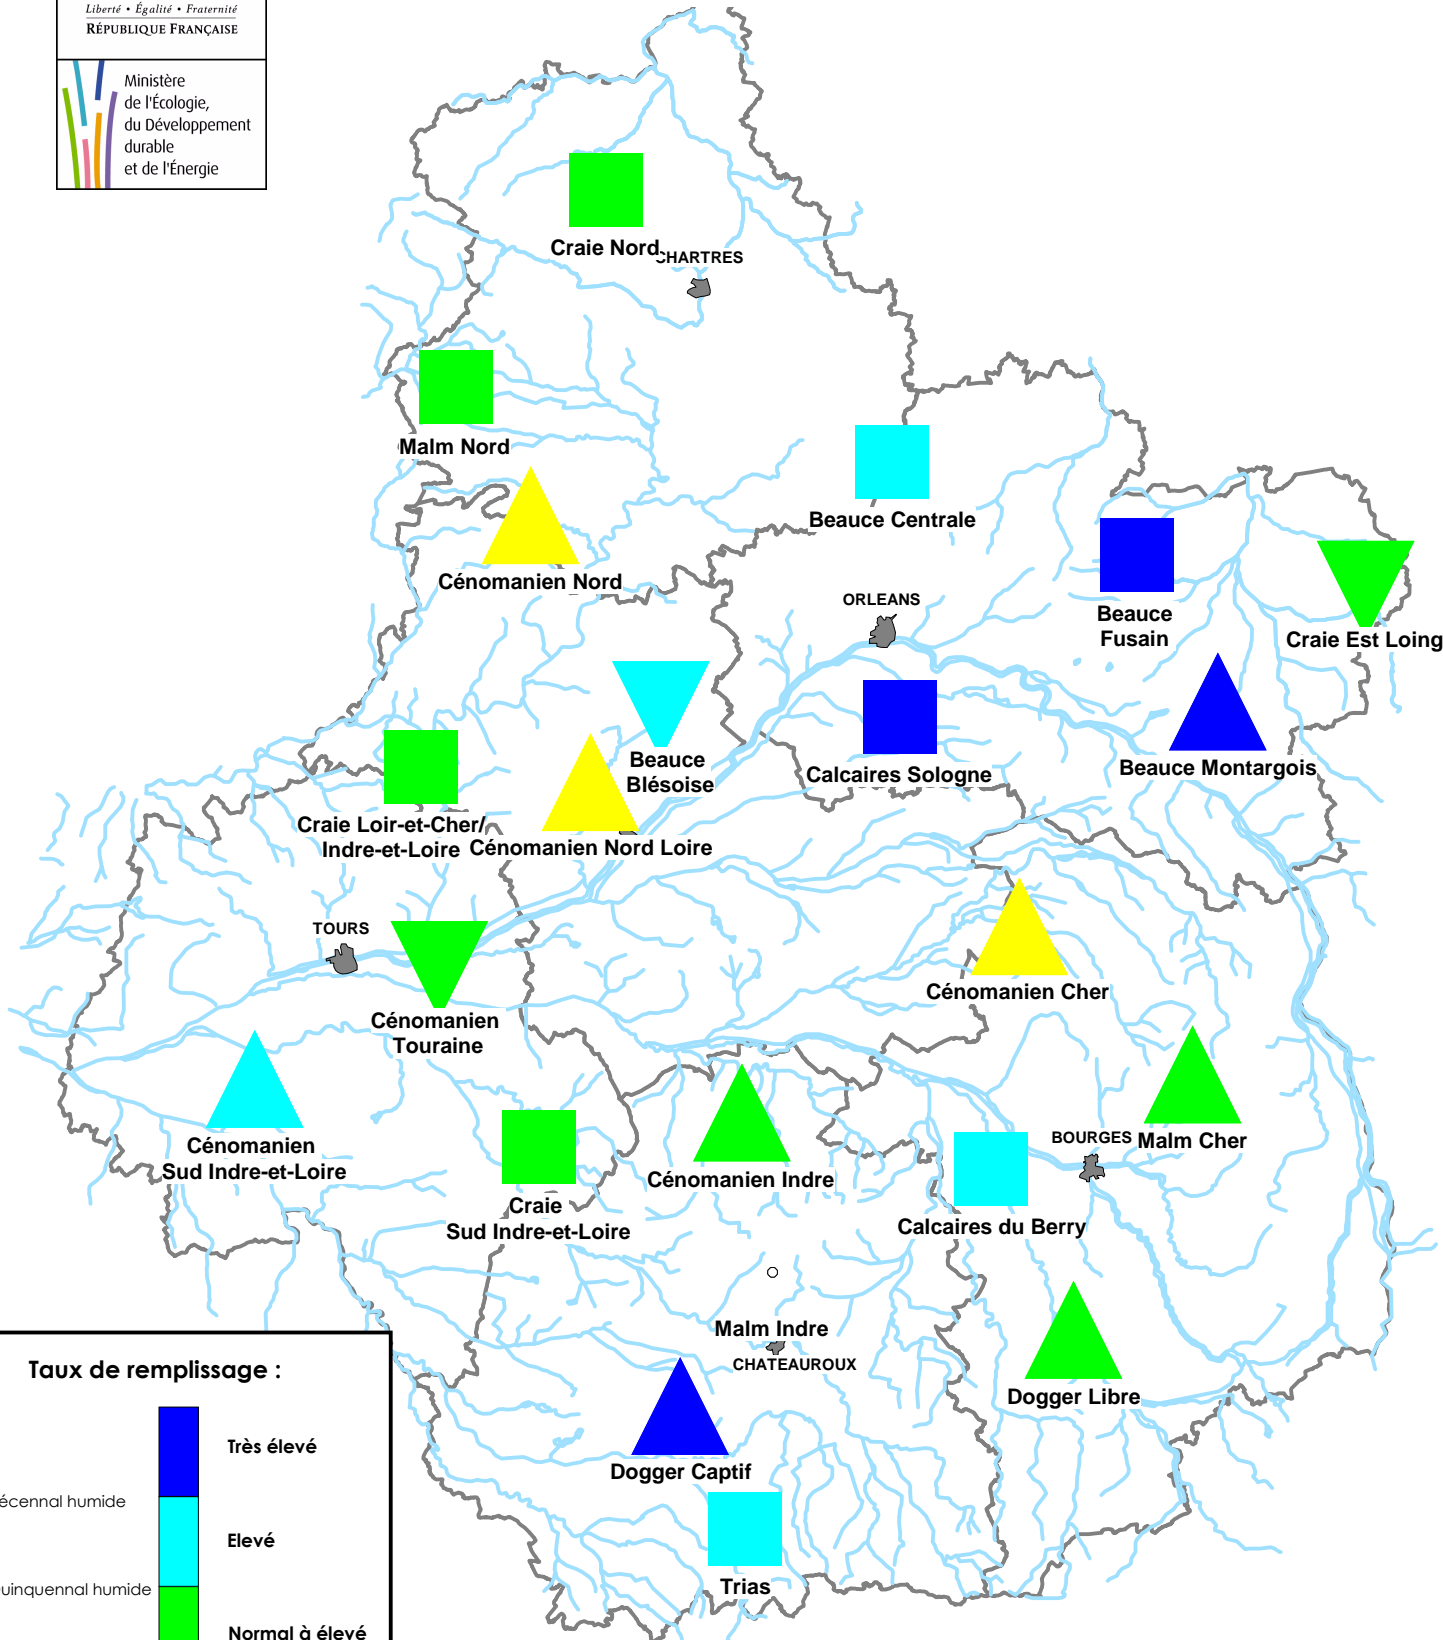 Liberté • Égalité • Fraternité
RÉPUBLIQUE FRANÇAISE
Ministère
de l'Écologie,
du Développement
durable
et de l'Énergie
Craie Nord
CHARTRES
Malm Nord
Beauce Centrale
Cénomanien Nord
ORLEANS
Beauce
Fusain
Craie Est Loing
Beauce
Blésoise
Calcaires Sologne
Beauce Montargois
Craie Loir-et-Cher/
Indre-et-Loire
Cénomanien Nord Loire
TOURS
Cénomanien
Touraine
Cénomanien Cher
Cénomanien
Sud Indre-et-Loire
BOURGES
Malm Cher
Cénomanien Indre
Craie
Sud Indre-et-Loire
Calcaires du Berry
Malm Indre
CHATEAUROUX
Dogger Libre
Dogger Captif
Trias
Taux de remplissage :
Très élevé
écennal humide
Elevé
uinquennal humide
Normal à élevé